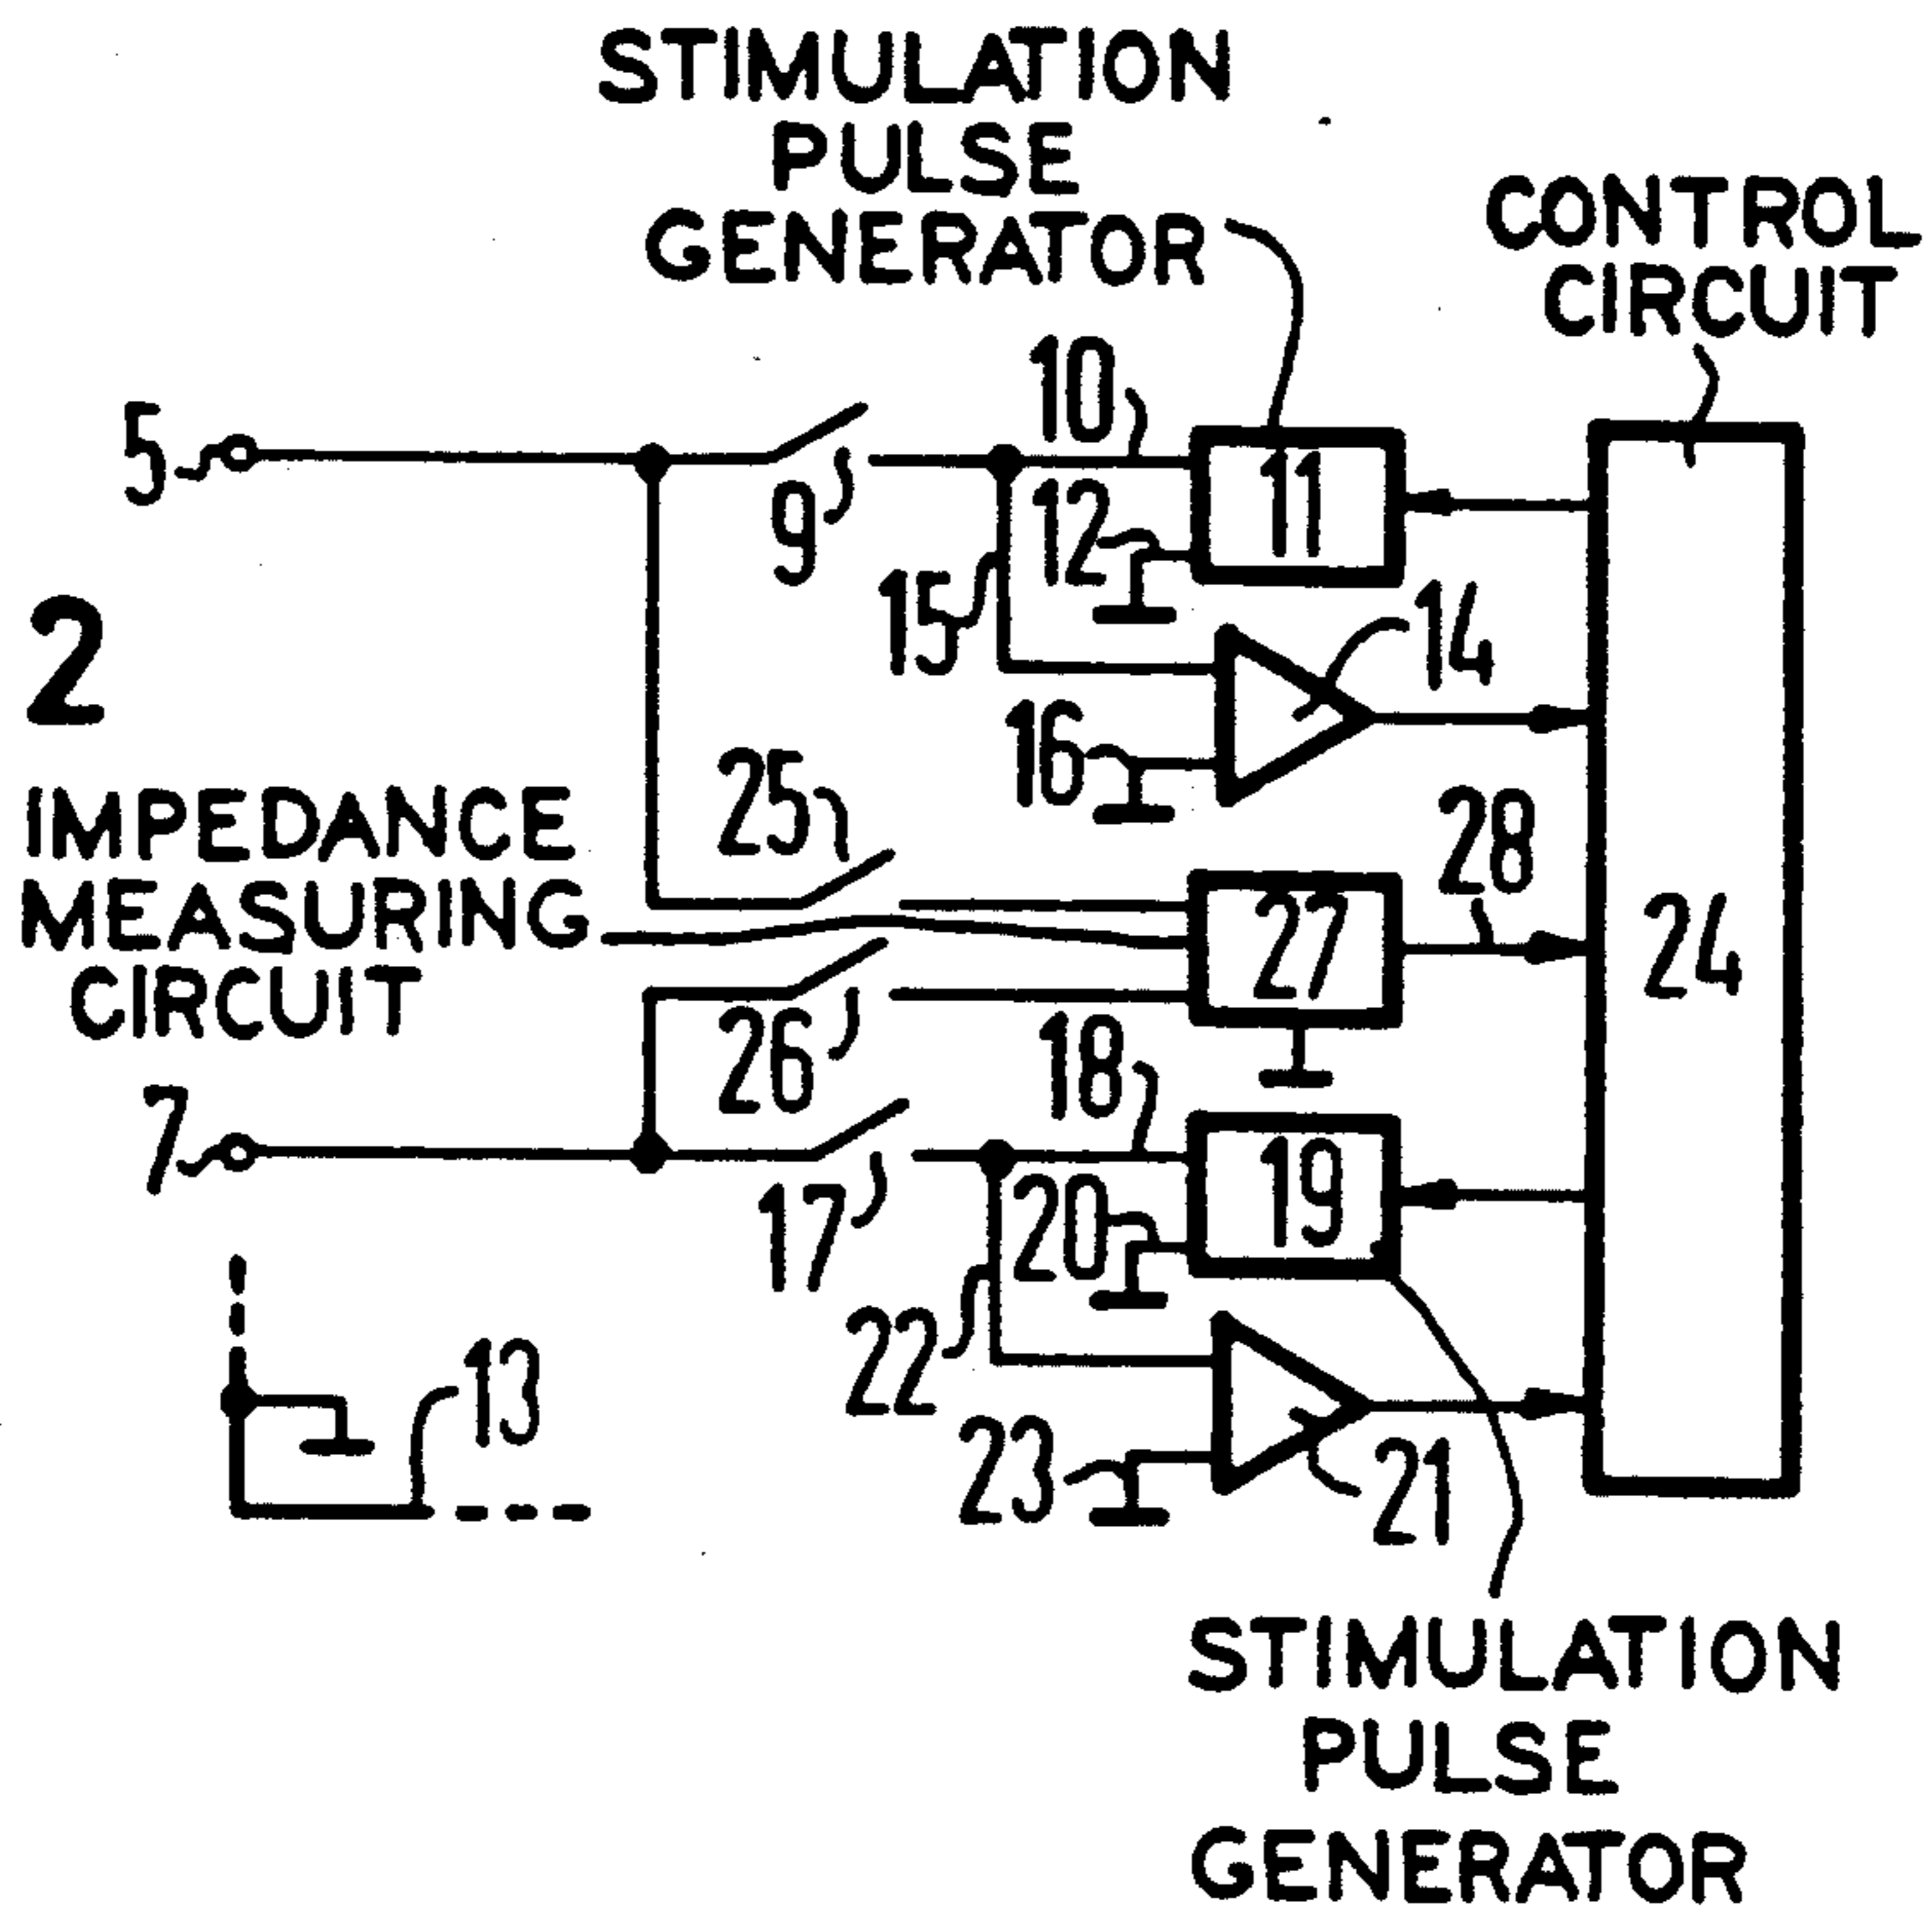 STIMULATION
PULSE
GENERATOR
CONTROL
CIRCUIT
10
5
9
12
11
15
14
2
16
25
28
IMPEDANCE
MEASURING
CIRCUIT
27
24
26
18
7
17
20
19
22
13
23
21
STIMULATION
PULSE
GENERATOR